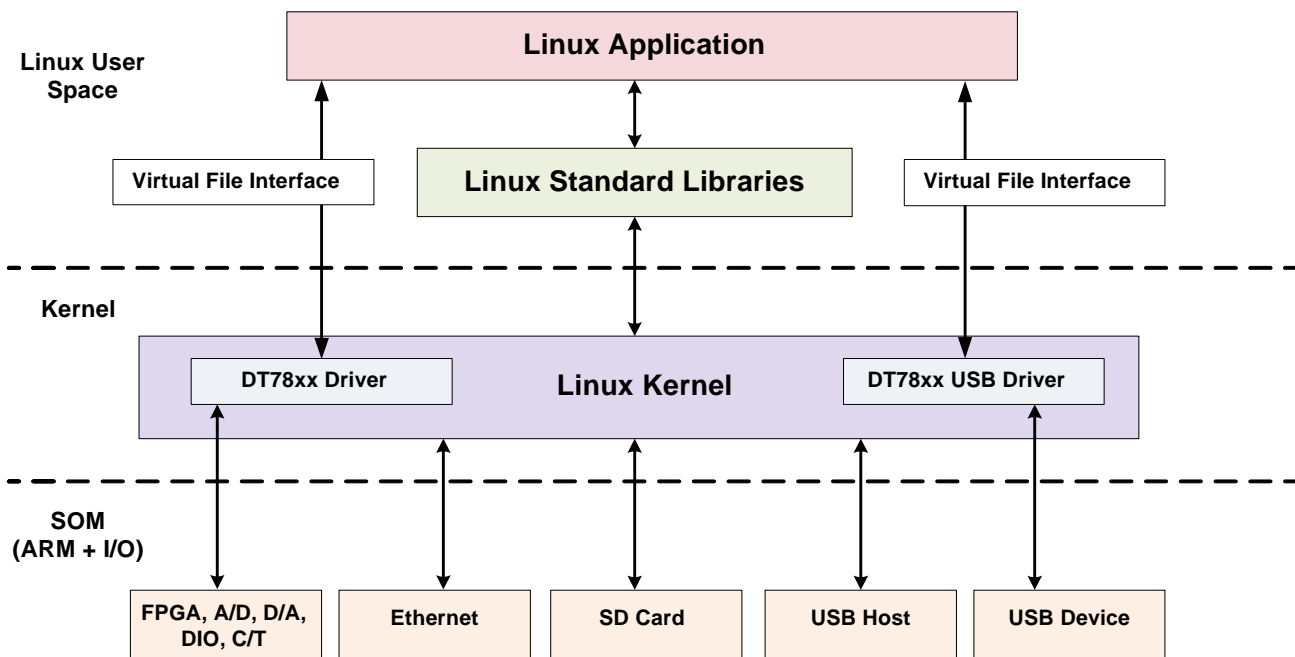 Linux Application
Linux User
Space
Virtual File Interface
Linux Standard Libraries
Virtual File Interface
Kernel
DT78xx Driver
Linux Kernel
DT78xx USB Driver
SOM
(ARM + I/O)
FPGA, A/D, D/A,
DIO, C/T
Ethernet
SD Card
USB Host
USB Device